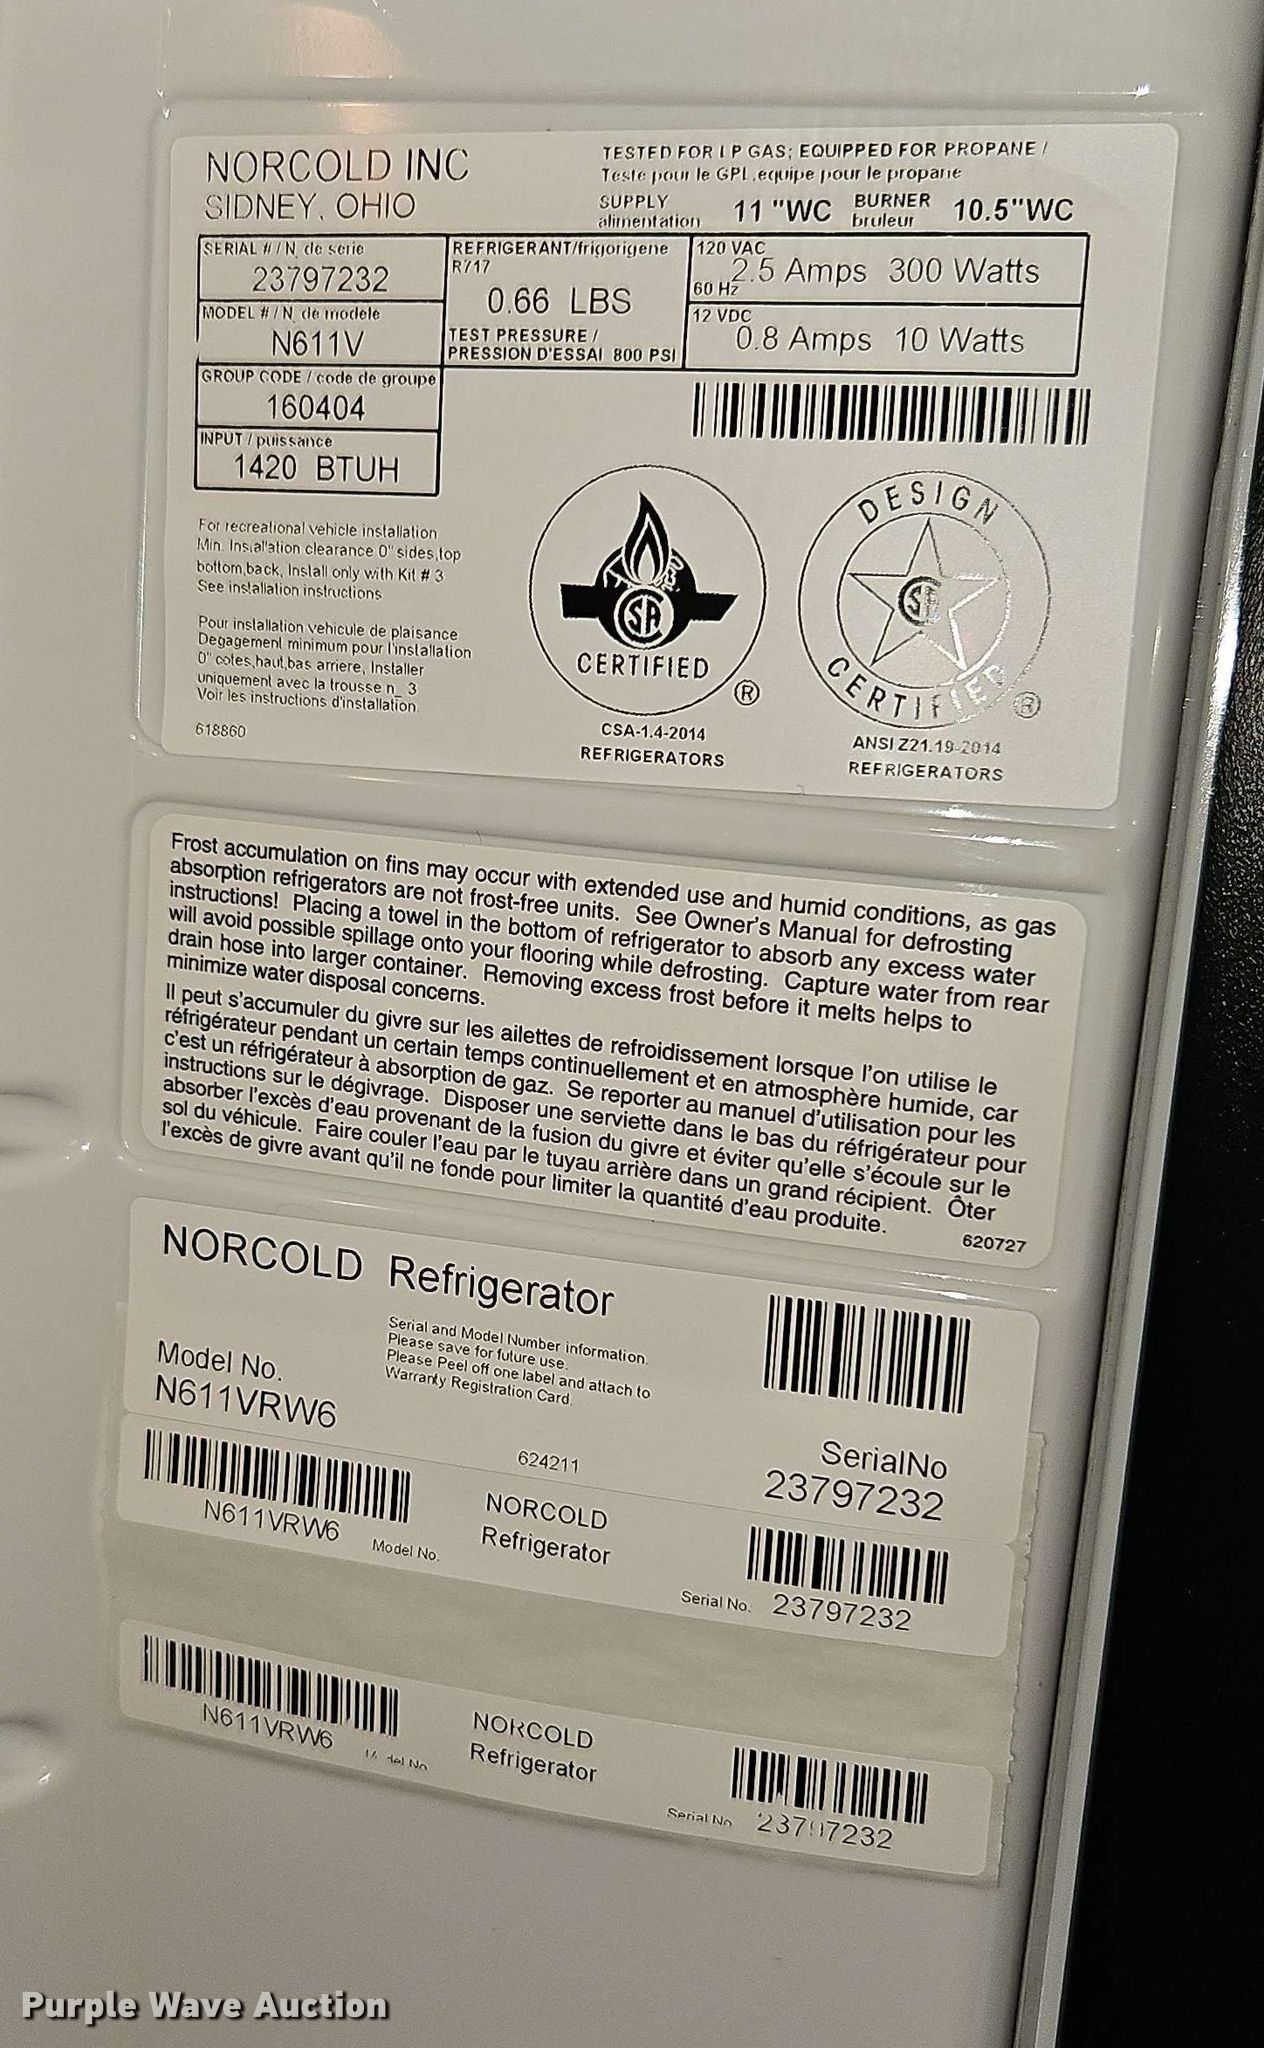 NORCOLD INC
SIDNEY, OHIO
TESTED FOR LP GAS; EQUIPPED FOR PROPANE /
Teste pour le GPL,equipe pour le propane
SUPPLY
alimentation
11 "WC
BURNER
bruleur
10.5"WC
SERIAL # / N. de serie
23797232
MODEL # / N. de modele
N611V
GROUP CODE / code de groupe
160404
INPUT / puissance
1420 BTUH
REFRIGERANT/frigorigene
R717
0.66 LBS
TEST PRESSURE /
PRESSION D'ESSAI 800 PSI
120 VAC
60 Hz
2.5 Amps 300 Watts
12 VDC
0.8 Amps 10 Watts
For recreational vehicle installation
Min. Installation clearance 0" sides,top
bottom,back, Install only with Kit # 3
See installation instructions
Pour installation vehicule de plaisance
Degagement minimum pour l'installation
0" cotes,haut,bas arriere, Installer
uniquement avec la trousse n_ 3
Voir les instructions d'installation.
618860
CERTIFIED
®
CSA-1.4-2014
REFRIGERATORS
DESIGN
CERTIFIED
®
ANSI Z21.19-2014
REFRIGERATORS
Frost accumulation on fins may occur with extended use and humid conditions, as gas
absorption refrigerators are not frost-free units. See Owner's Manual for defrosting
instructions! Placing a towel in the bottom of refrigerator to absorb any excess water
will avoid possible spillage onto your flooring while defrosting. Capture water from rear
drain hose into larger container. Removing excess frost before it melts helps to
minimize water disposal concerns.
Il peut s'accumuler du givre sur les ailettes de refroidissement lorsque l'on utilise le
réfrigérateur pendant un certain temps continuellement et en atmosphère humide, car
c'est un réfrigérateur à absorption de gaz. Se reporter au manuel d'utilisation pour les
instructions sur le dégivrage. Disposer une serviette dans le bas du réfrigérateur pour
absorber l'excès d'eau provenant de la fusion du givre et éviter qu'elle s'écoule sur le
sol du véhicule. Faire couler l'eau par le tuyau arrière dans un grand récipient. Ôter
l'excès de givre avant qu'il ne fonde pour limiter la quantité d'eau produite.
620727
NORCOLD Refrigerator
Serial and Model Number information.
Please save for future use.
Please Peel off one label and attach to
Warranty Registration Card.
Model No.
N611VRW6
624211
SerialNo
23797232
N611VRW6
Model No.
NORCOLD
Refrigerator
Serial No. 23797232
N611VRW6
Model No.
NORCOLD
Refrigerator
Serial No. 23797232
Purple Wave Auction